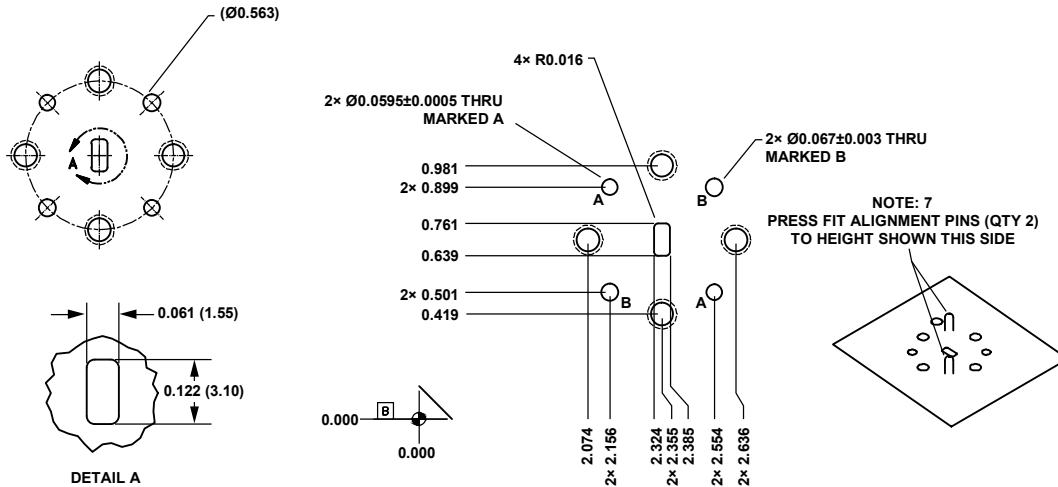 (Ø0.563)
A
0.061 (1.55)
0.122 (3.10)
DETAIL A
4× R0.016
2× Ø0.0595±0.0005 THRU
MARKED A
2× Ø0.067±0.003 THRU
MARKED B
0.981
2× 0.899
0.761
0.639
2× 0.501
0.419
A
B
B
A
0.000
B
0.000
2.074
2× 2.156
2.324
2× 2.355
2.385
2× 2.554
2× 2.636
NOTE: 7
PRESS FIT ALIGNMENT PINS (QTY 2)
TO HEIGHT SHOWN THIS SIDE